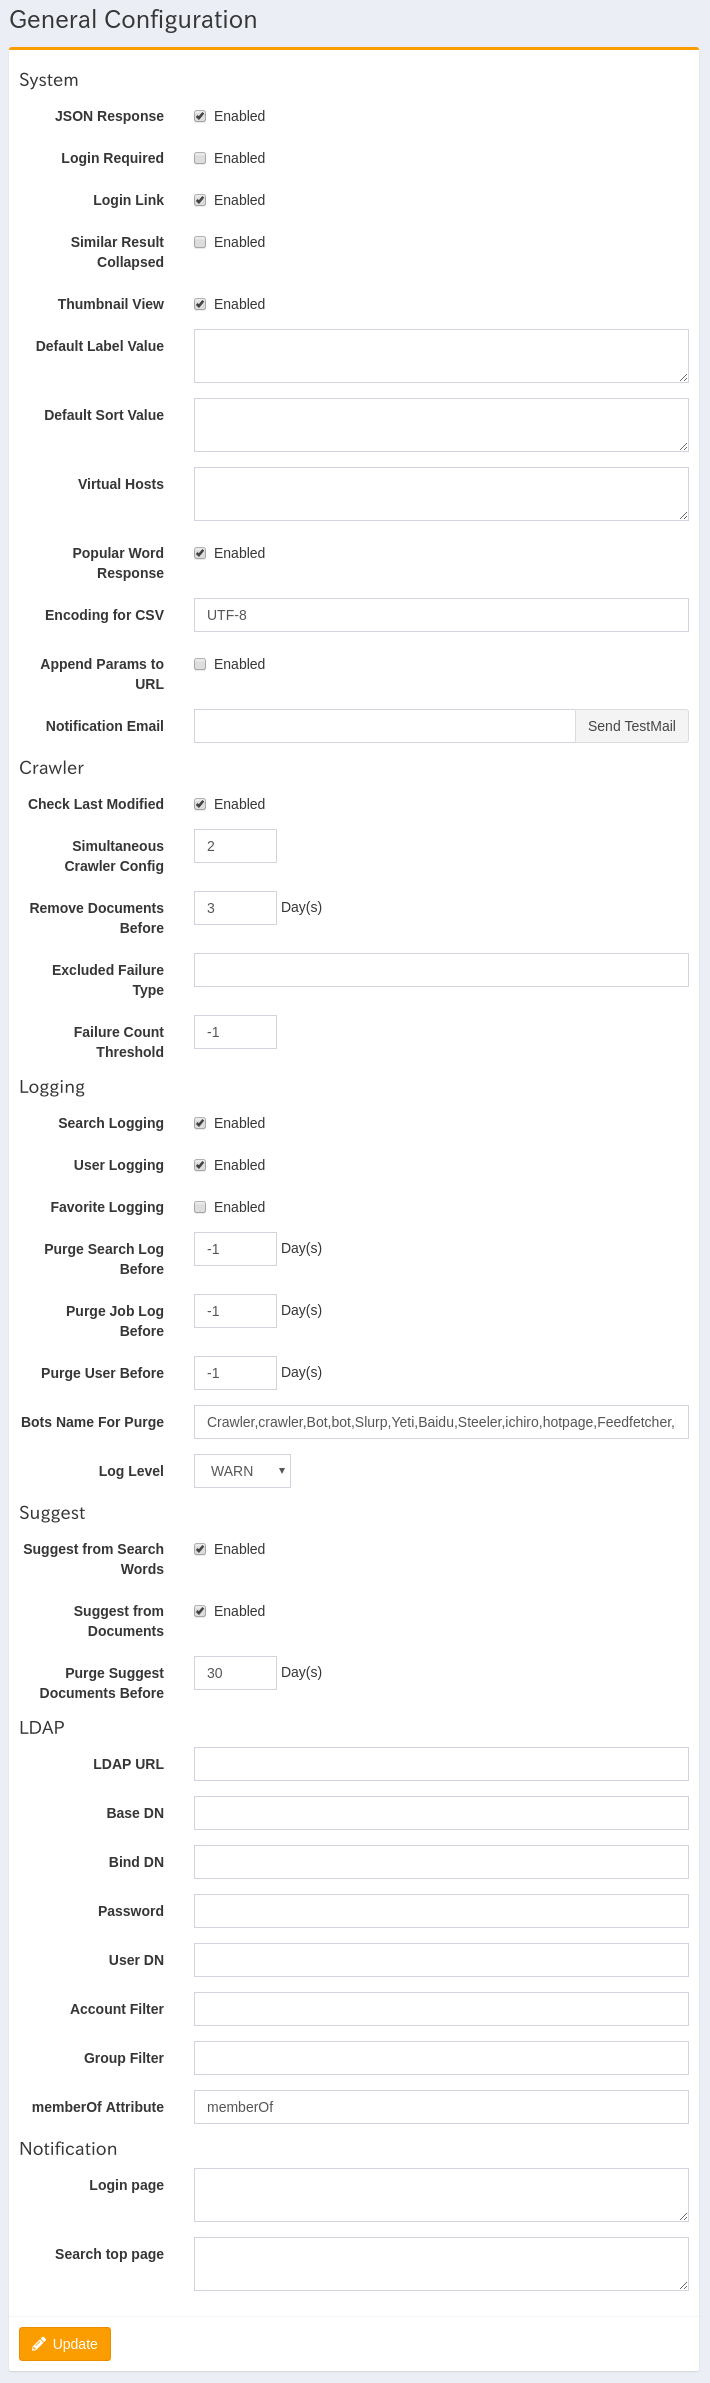 General Configuration
System
JSON Response Enabled
Login Required Enabled
Login Link Enabled
Similar Result Enabled
Collapsed
Thumbnail View Enabled
Default Label Value
Default Sort Value
Virtual Hosts
Popular Word Enabled
Response
Encoding for CSV UTF-8
Append Params to Enabled
URL
Notification Email Send TestMail
Crawler
Check Last Modified Enabled
Simultaneous 2
Crawler Config
Remove Documents 3 Day(s)
Before
Excluded Failure
Type
Failure Count -1
Threshold
Logging
Search Logging Enabled
User Logging Enabled
Favorite Logging Enabled
Purge Search Log -1 Day(s)
Before
Purge Job Log -1 Day(s)
Before
Purge User Before -1 Day(s)
Bots Name For Purge Crawler,crawler,Bot,bot,Slurp,Yeti,Baidu,Steeler,ichiro,hotpage,Feedfetcher,
Log Level WARN
Suggest
Suggest from Search Enabled
Words
Suggest from Enabled
Documents
Purge Suggest 30 Day(s)
Documents Before
LDAP
LDAP URL
Base DN
Bind DN
Password
User DN
Account Filter
Group Filter
memberOf Attribute memberOf
Notification
Login page
Search top page
Update